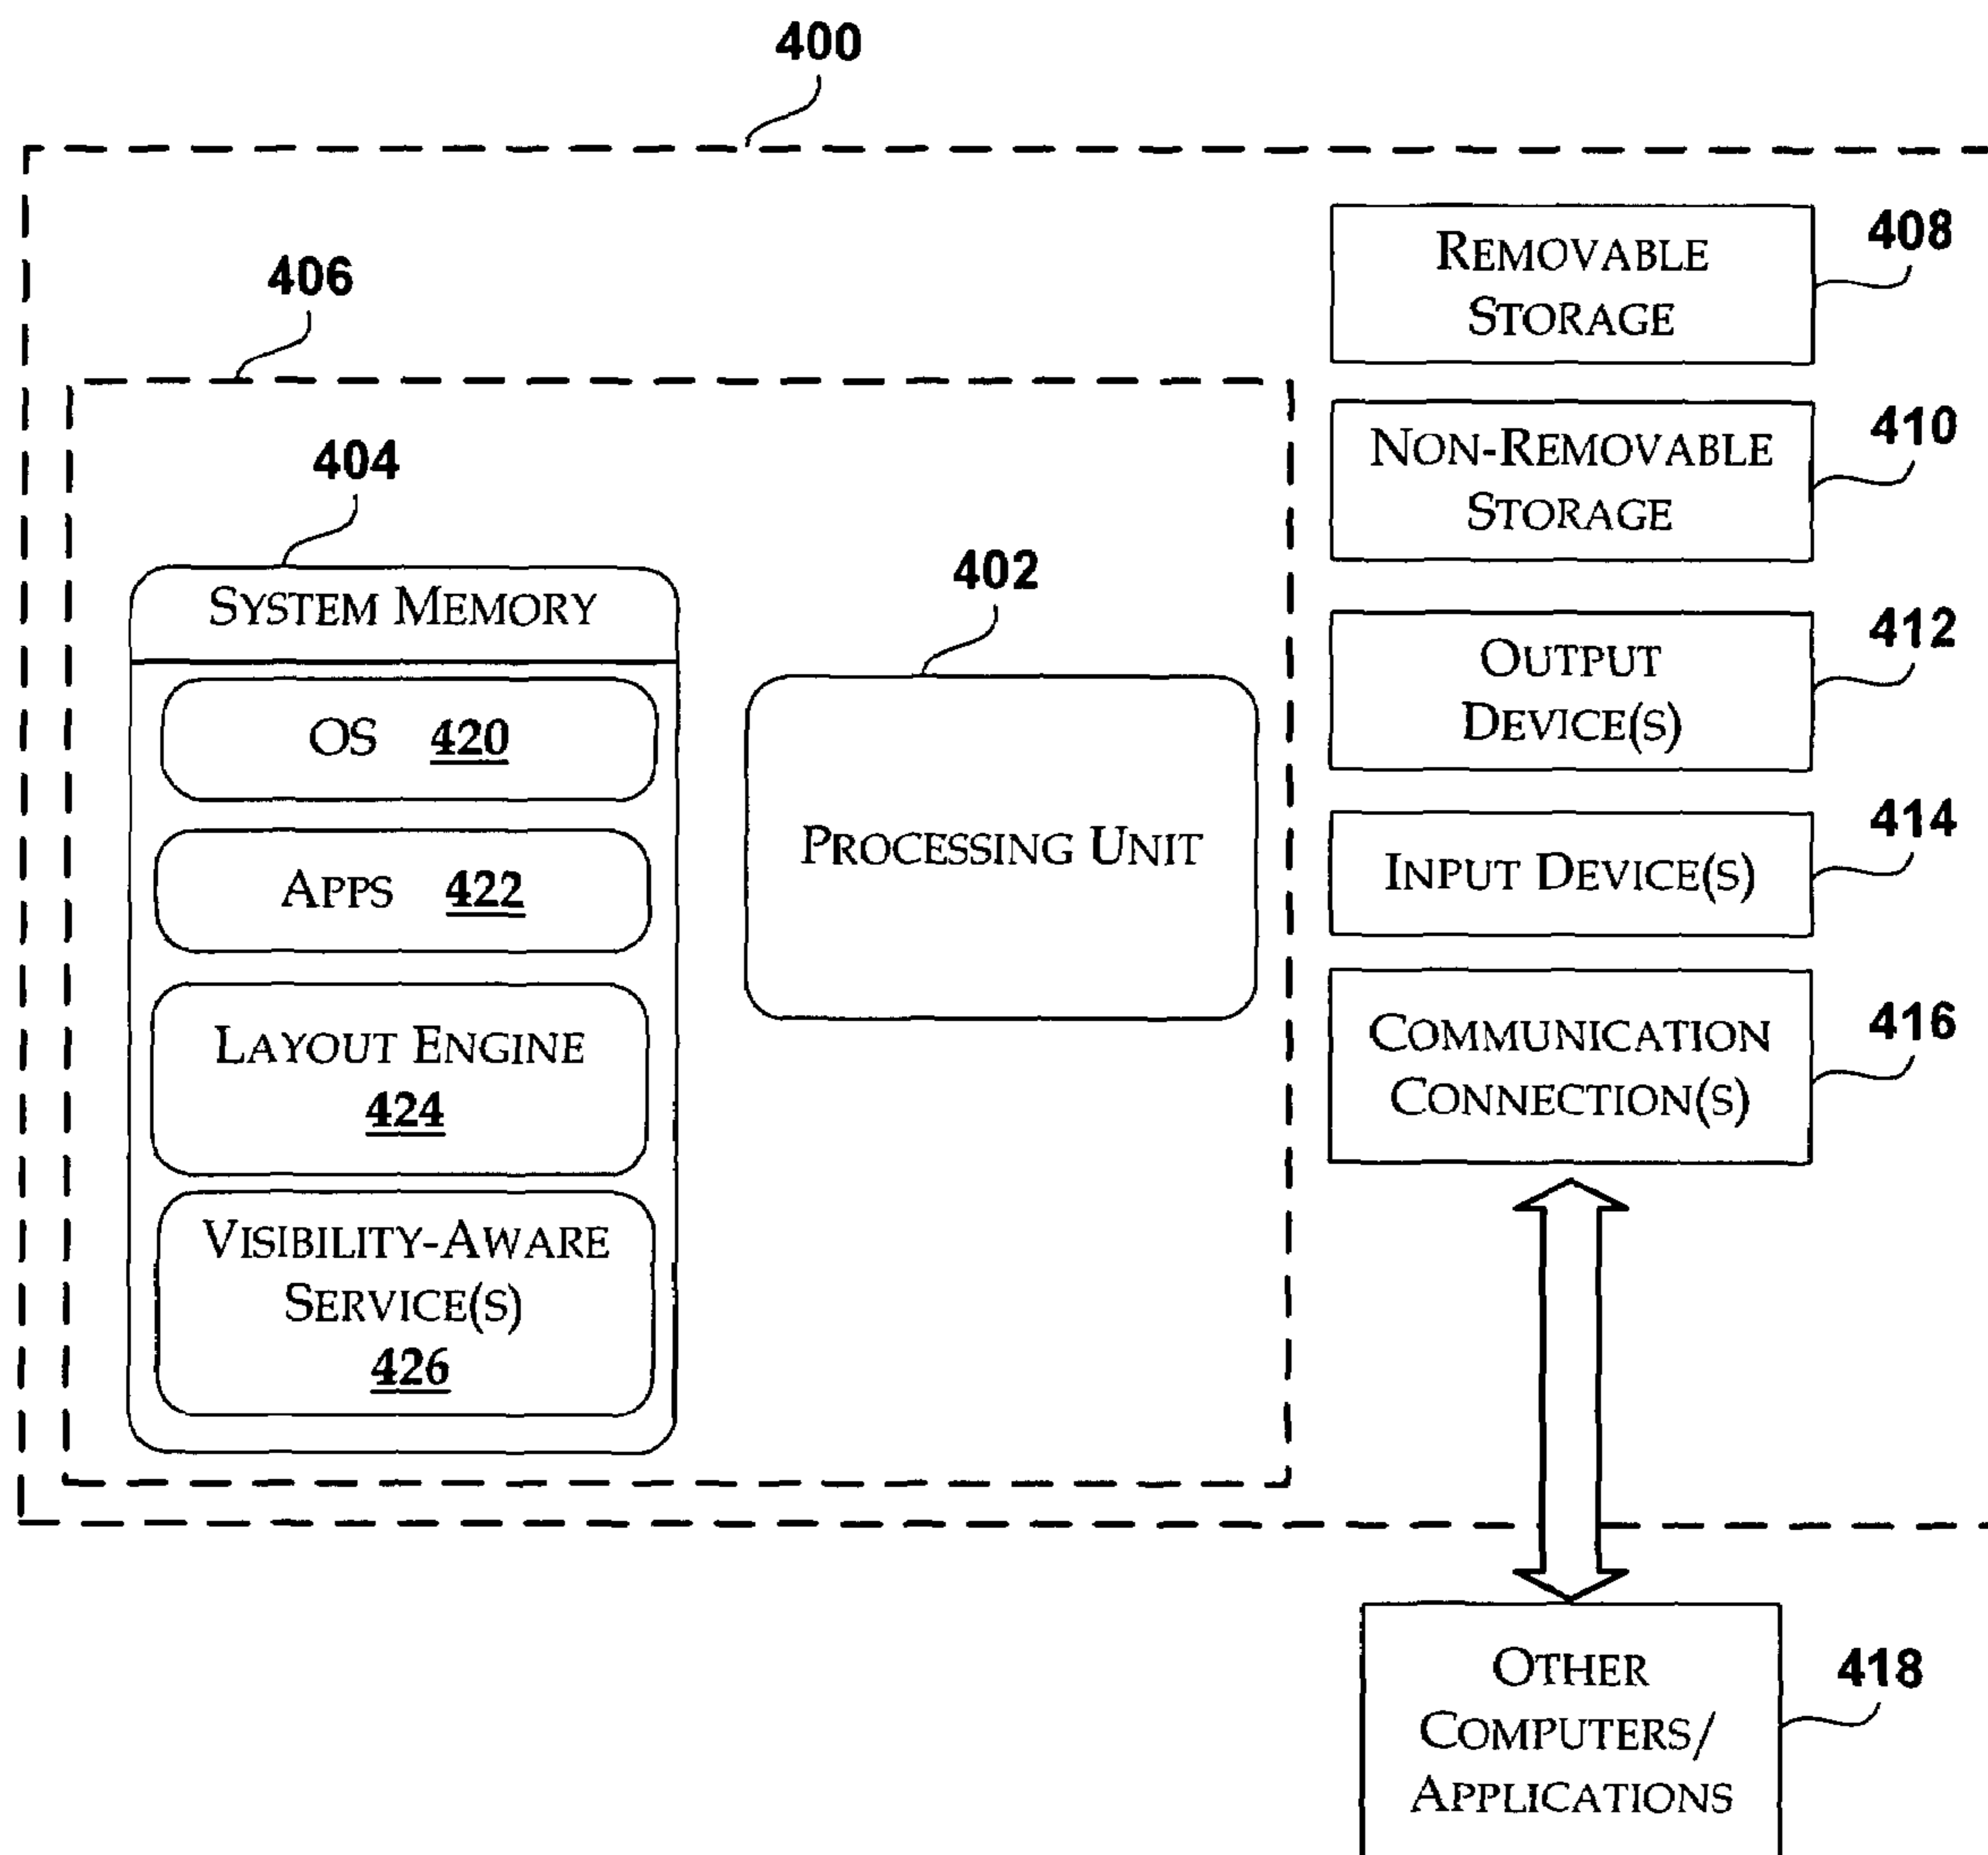 400
406
404
SYSTEM MEMORY
OS 420
APPS 422
LAYOUT ENGINE
424
VISIBILITY-AWARE
SERVICE(S)
426
402
PROCESSING UNIT
REMOVABLE
STORAGE
408
NON-REMOVABLE
STORAGE
410
OUTPUT
DEVICE(S)
412
INPUT DEVICE(S)
414
COMMUNICATION
CONNECTION(S)
416
OTHER
COMPUTERS/
APPLICATIONS
418